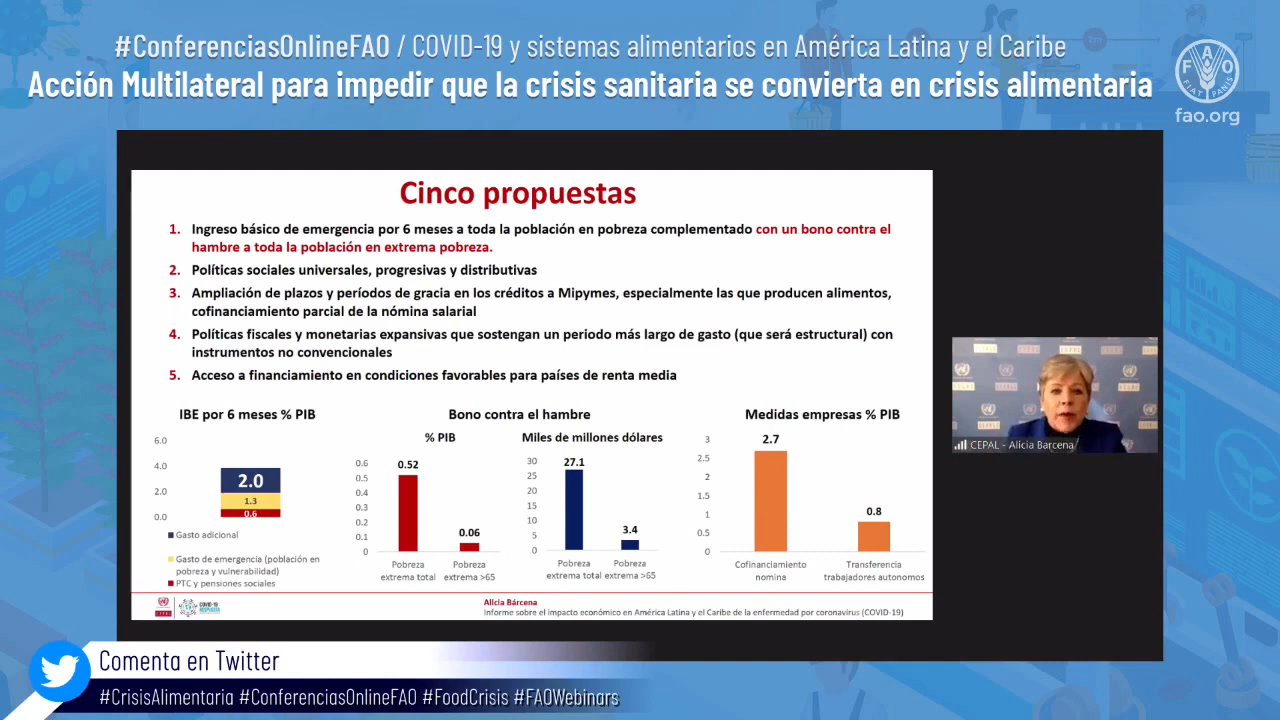 #ConferenciasOnlineFAO / COVID-19 y sistemas alimentarios en América Latina y el Caribe
Acción Multilateral para impedir que la crisis sanitaria se convierta en crisis alimentaria
F A O
FIAT PANIS
fao.org
Cinco propuestas
1. Ingreso básico de emergencia por 6 meses a toda la población en pobreza complementado con un bono contra el
hambre a toda la población en extrema pobreza.
2. Políticas sociales universales, progresivas y distributivas
3. Ampliación de plazos y períodos de gracia en los créditos a Mipymes, especialmente las que producen alimentos,
cofinanciamiento parcial de la nómina salarial
4. Políticas fiscales y monetarias expansivas que sostengan un periodo más largo de gasto (que será estructural) con
instrumentos no convencionales
5. Acceso a financiamiento en condiciones favorables para países de renta media
IBE por 6 meses % PIB
6.0
4.0
2.0
0.0
2.0
1.3
0.6
Gasto adicional
Gasto de emergencia (población en
pobreza y vulnerabilidad)
PTC y pensiones sociales
Bono contra el hambre
% PIB
0.6
0.5
0.4
0.3
0.2
0.1
0
0.52
0.06
Pobreza
extrema total
Pobreza
extrema >65
Miles de millones dólares
30
25
20
15
10
5
0
27.1
3.4
Pobreza
extrema total
Pobreza
extrema >65
Medidas empresas % PIB
3
2.5
2
1.5
1
0.5
0
2.7
0.8
Cofinanciamiento
nomina
Transferencia
trabajadores autonomos
COVID-19
RESPUESTA
Alicia Bárcena
Informe sobre el impacto económico en América Latina y el Caribe de la enfermedad por coronavirus (COVID-19)
CEPAL - Alicia Barcena
Comenta en Twitter
#CrisisAlimentaria #ConferenciasOnlineFAO #FoodCrisis #FAOWebinars